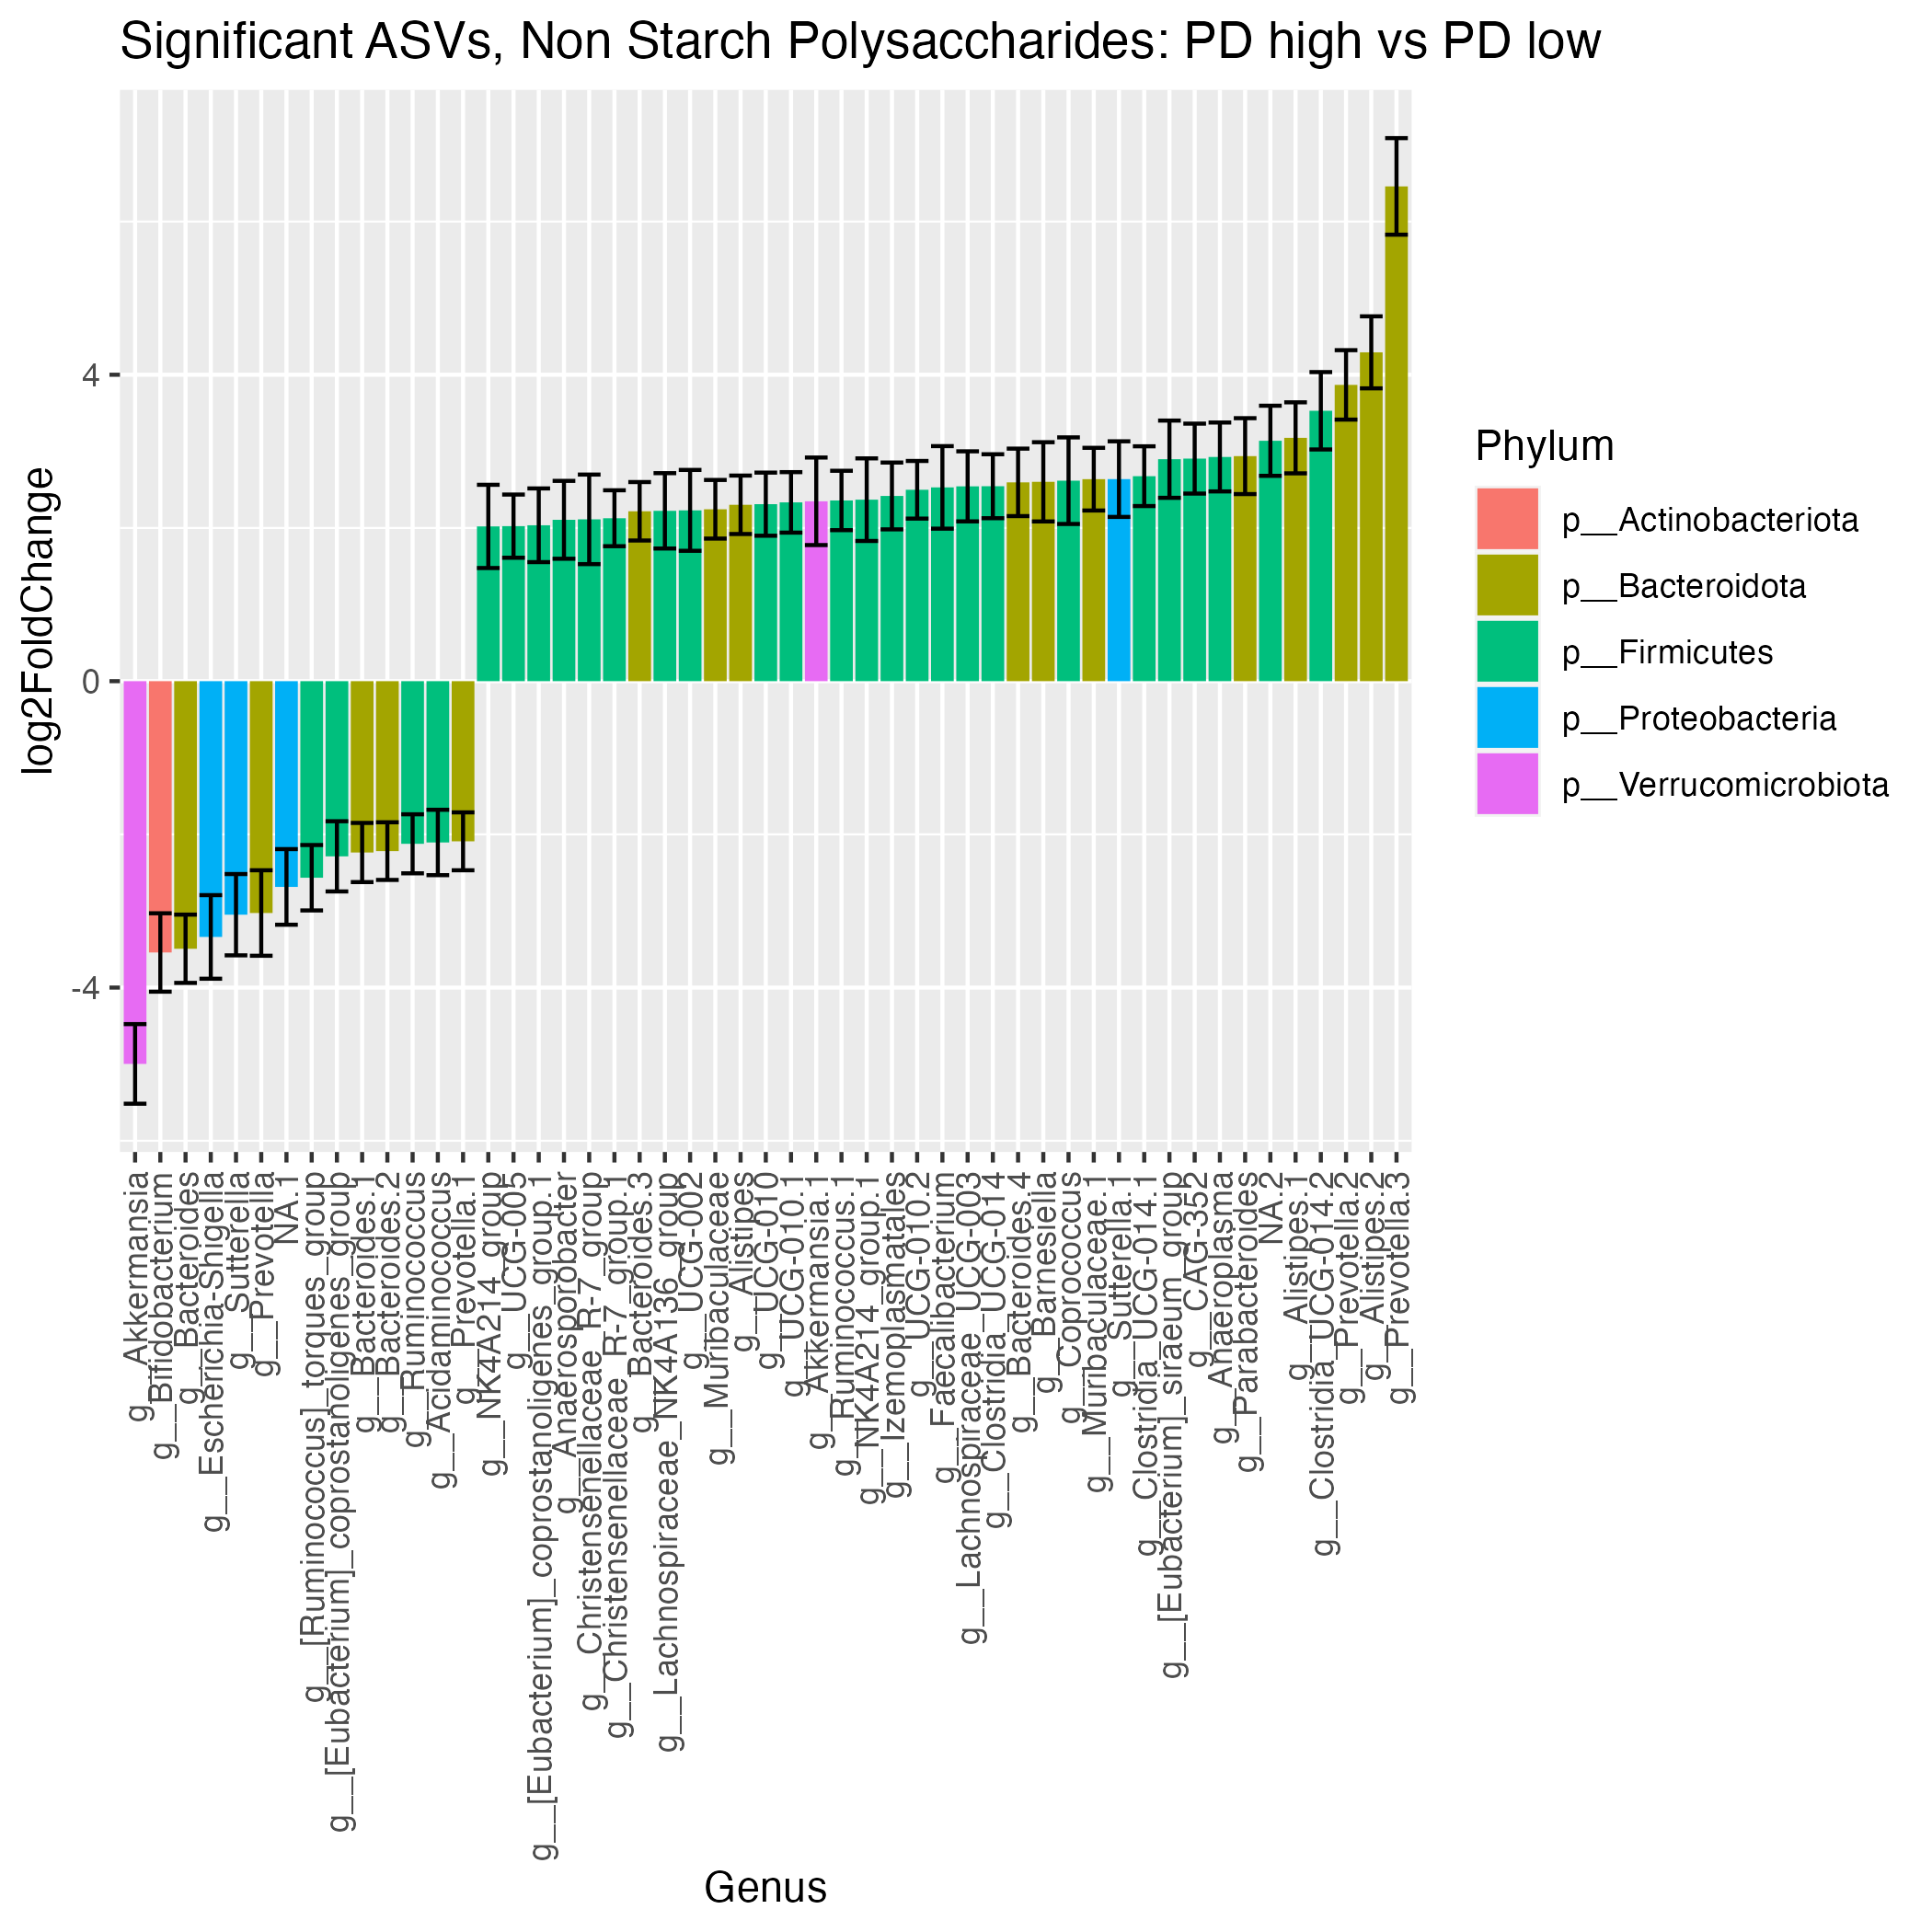 Significant ASVs, Non Starch Polysaccharides: PD high vs PD low
log2FoldChange
4
0
-4
g__Akkermansia
g__Bifidobacterium
g__Bacteroides
g__Escherichia-Shigella
g__Sutterella
g__Prevotella
NA.1
g__[Ruminococcus]_torques_group
g__[Eubacterium]_coprostanoligenes_group
g__Bacteroides.1
g__Bacteroides.2
g__Ruminococcus
g__Acidaminococcus
g__Prevotella.1
g__NK4A214_group
g__UCG-005
g__[Eubacterium]_coprostanoligenes_group.1
g__Anaerosporobacter
g__Christensenellaceae_R-7_group
g__Christensenellaceae_R-7_group.1
g__Bacteroides.3
g__Lachnospiraceae_NK4A136_group
g__UCG-002
g__Muribaculaceae
g__Alistipes
g__UCG-010
g__UCG-010.1
g__Akkermansia.1
g__Ruminococcus.1
g__NK4A214_group.1
g__Izemoplasmatales
g__UCG-010.2
g__Faecalibacterium
g__Lachnospiraceae_UCG-003
g__Clostridia_UCG-014
g__Bacteroides.4
g__Barnesiella
g__Coprococcus
g__Muribaculaceae.1
g__Sutterella.1
g__Clostridia_UCG-014.1
g__[Eubacterium]_siraeum_group
g__CAG-352
g__Anaeroplasma
g__Parabacteroides
NA.2
g__Alistipes.1
g__Clostridia_UCG-014.2
g__Prevotella.2
g__Alistipes.2
g__Prevotella.3
Genus
Phylum
p__Actinobacteriota
p__Bacteroidota
p__Firmicutes
p__Proteobacteria
p__Verrucomicrobiota